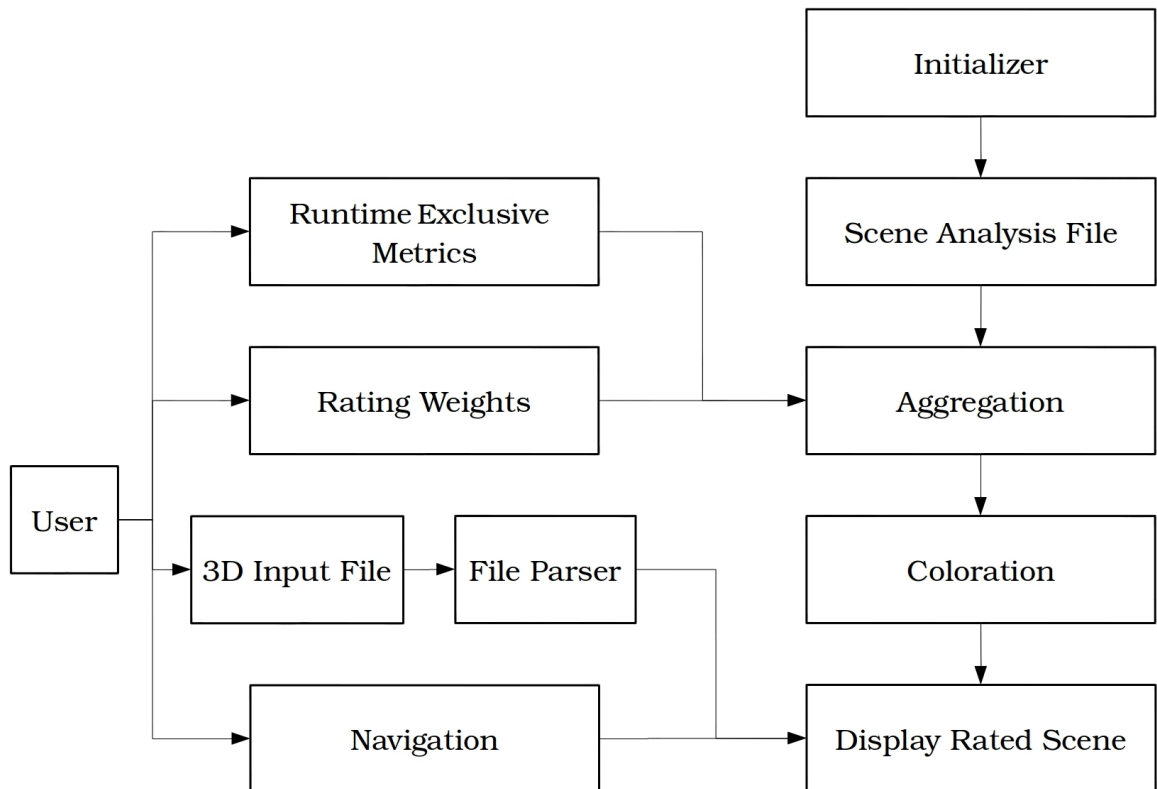 Initializer
Runtime Exclusive
Metrics
Scene Analysis File
Rating Weights
Aggregation
User
3D Input File
File Parser
Coloration
Navigation
Display Rated Scene